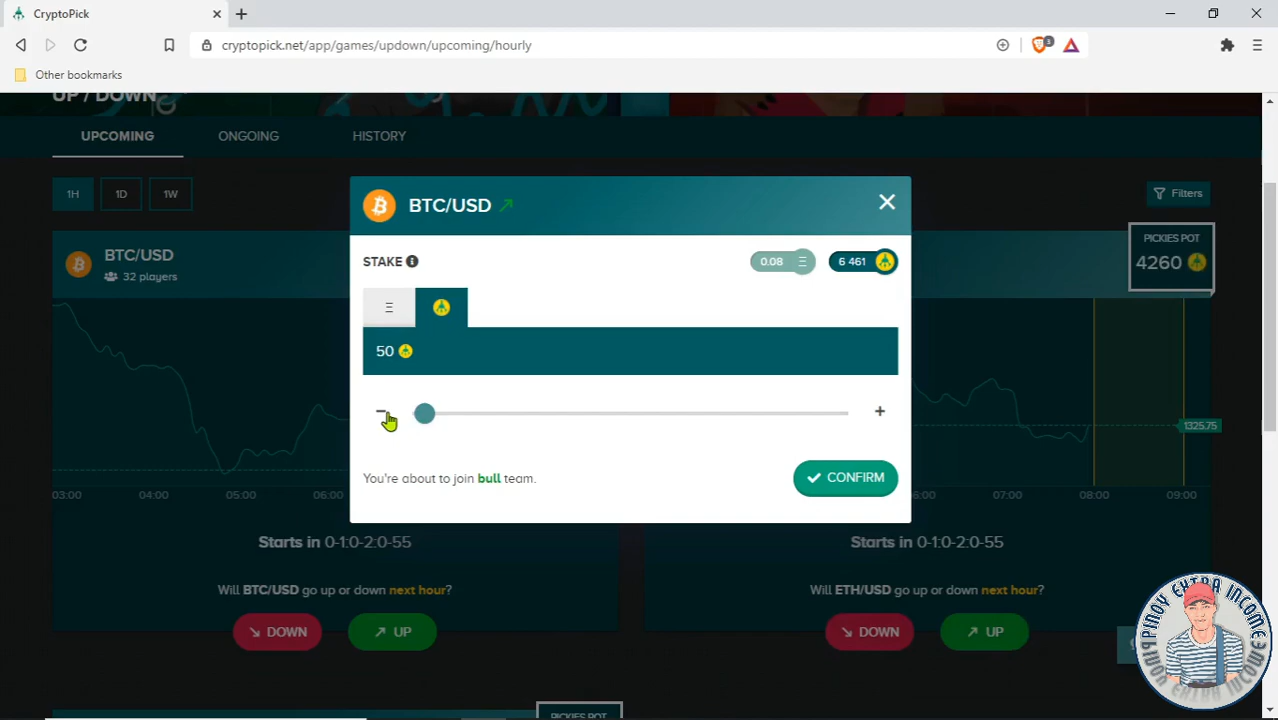 CryptoPick
cryptopick.net/app/games/updown/upcoming/hourly
3
Other bookmarks
UP / DOWN
UPCOMING ONGOING HISTORY
1H 1D 1W
Filters
BTC/USD
32 players
PICKIES POT
4260
BTC/USD
STAKE
0.08 Ξ 6 461
Ξ
50
− +
You're about to join bull team.
CONFIRM
1325.75
03:00 04:00 05:00 06:00
06:00 07:00 08:00 09:00
Starts in 0-1:0-2:0-55
Starts in 0-1:0-2:0-55
Will BTC/USD go up or down next hour?
Will ETH/USD go up or down next hour?
DOWN UP
DOWN UP
PICKIES POT
PINOY EXTRA INCOME